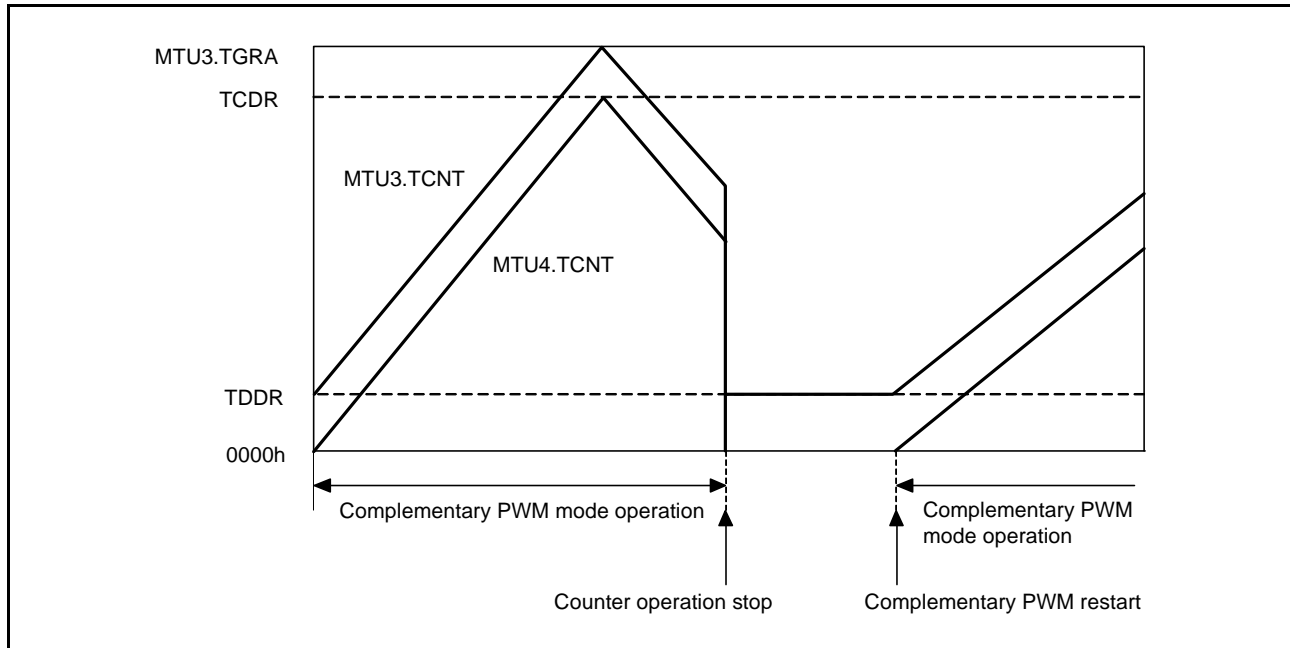 MTU3.TGRA
TCDR
MTU3.TCNT
MTU4.TCNT
TDDR
0000h
Complementary PWM mode operation
Complementary PWM
mode operation
Counter operation stop
Complementary PWM restart